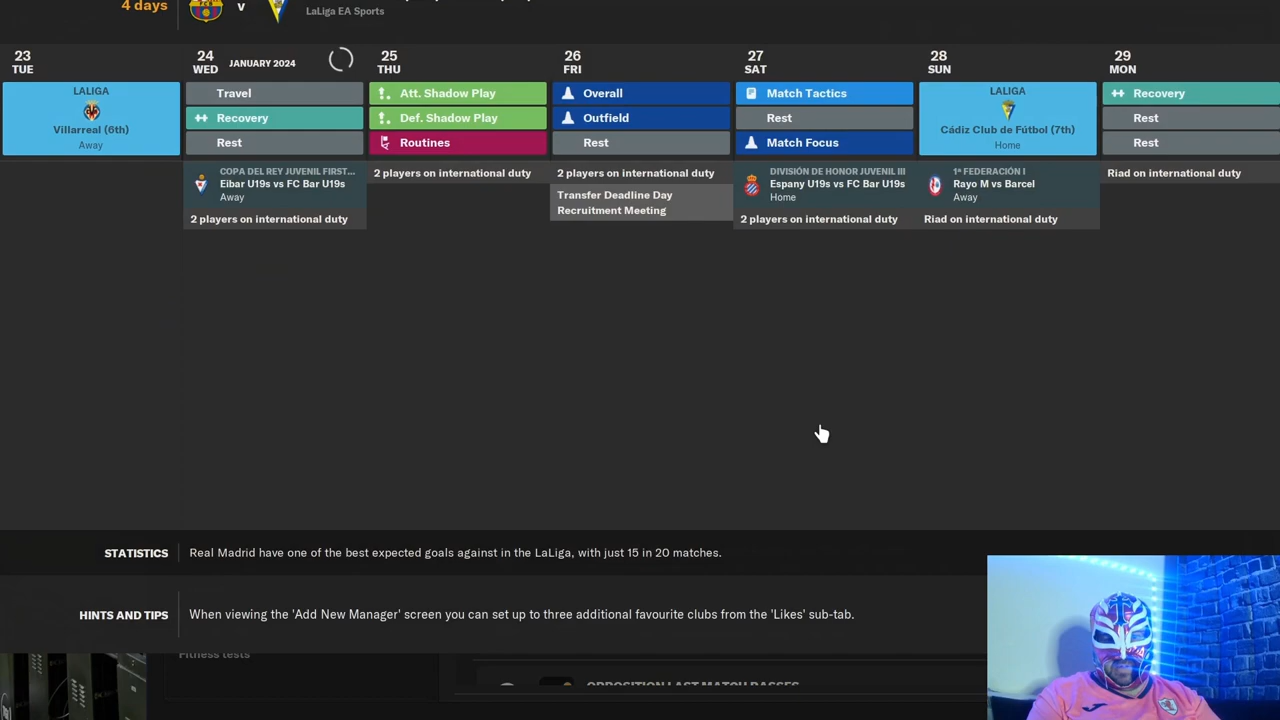 4 days
v
LaLiga EA Sports
23
TUE
24
WED
JANUARY 2024
25
THU
26
FRI
27
SAT
28
SUN
29
MON
LALIGA
Villarreal (6th)
Away
Travel
Recovery
Rest
Att. Shadow Play
Def. Shadow Play
Routines
Overall
Outfield
Rest
Match Tactics
Rest
Match Focus
LALIGA
Cádiz Club de Fútbol (7th)
Home
Recovery
Rest
Rest
COPA DEL REY JUVENIL FIRST...
Eibar U19s vs FC Bar U19s
Away
2 players on international duty
2 players on international duty
2 players on international duty
Transfer Deadline Day
Recruitment Meeting
DIVISIÓN DE HONOR JUVENIL III
Espany U19s vs FC Bar U19s
Home
2 players on international duty
1ª FEDERACIÓN I
Rayo M vs Barcel
Away
Riad on international duty
Riad on international duty
STATISTICS
Real Madrid have one of the best expected goals against in the LaLiga, with just 15 in 20 matches.
HINTS AND TIPS
When viewing the 'Add New Manager' screen you can set up to three additional favourite clubs from the 'Likes' sub-tab.
Fitness tests
OPPOSITION LAST MATCH PASSES